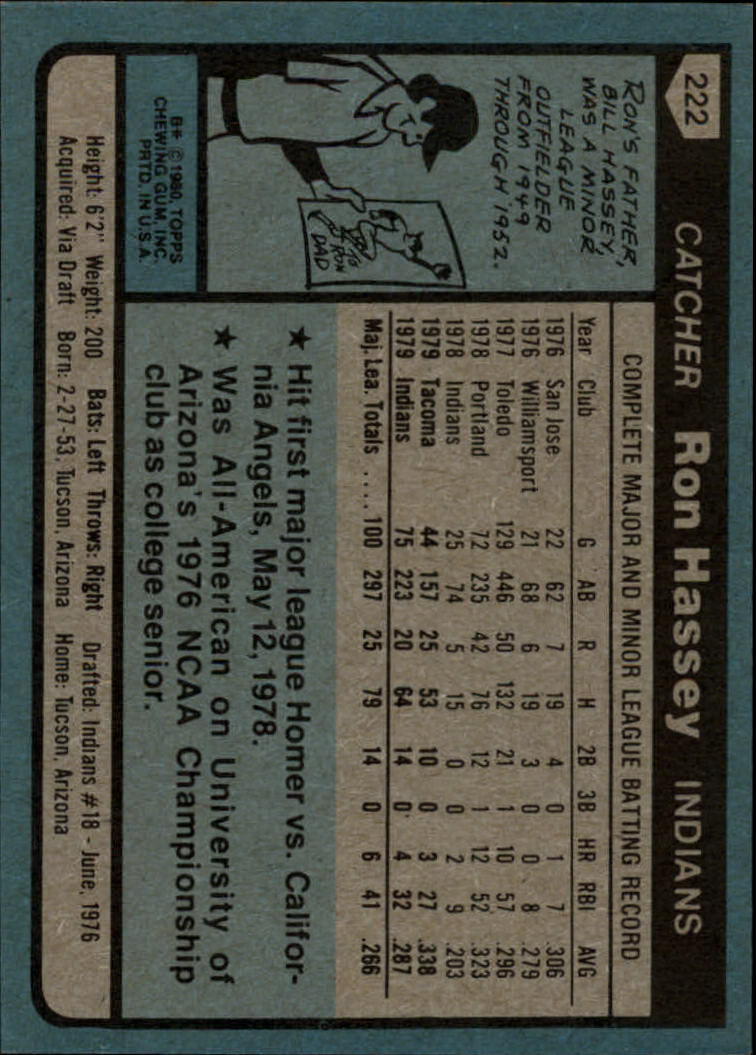 222
CATCHER Ron Hassey INDIANS
RON'S FATHER,
BILL HASSEY,
WAS A MINOR
LEAGUE
OUTFIELDER
FROM 1949
THROUGH 1952.
TO
RON
DAD
B* © 1980, TOPPS
CHEWING GUM, INC.
PRTD. IN U.S.A.
COMPLETE MAJOR AND MINOR LEAGUE BATTING RECORD
Year Club G AB R H 2B 3B HR RBI AVG
1976 San Jose 22 62 7 19 4 0 1 7 .306
1976 Williamsport 21 68 6 19 3 0 0 8 .279
1977 Toledo 129 446 50 132 21 1 10 57 .296
1978 Portland 72 235 42 76 12 1 12 52 .323
1978 Indians 25 74 5 15 0 0 2 9 .203
1979 Tacoma 44 157 25 53 10 0 3 27 .338
1979 Indians 75 223 20 64 14 0 4 32 .287
Maj. Lea. Totals .... 100 297 25 79 14 0 6 41 .266
★ Hit first major league Homer vs. Califor-
nia Angels, May 12, 1978.
★ Was All-American on University of
Arizona's 1976 NCAA Championship
club as college senior.
Height: 6'2" Weight: 200 Bats: Left Throws: Right Drafted: Indians #18 - June, 1976
Acquired: Via Draft Born: 2-27-53, Tucson, Arizona Home: Tucson, Arizona